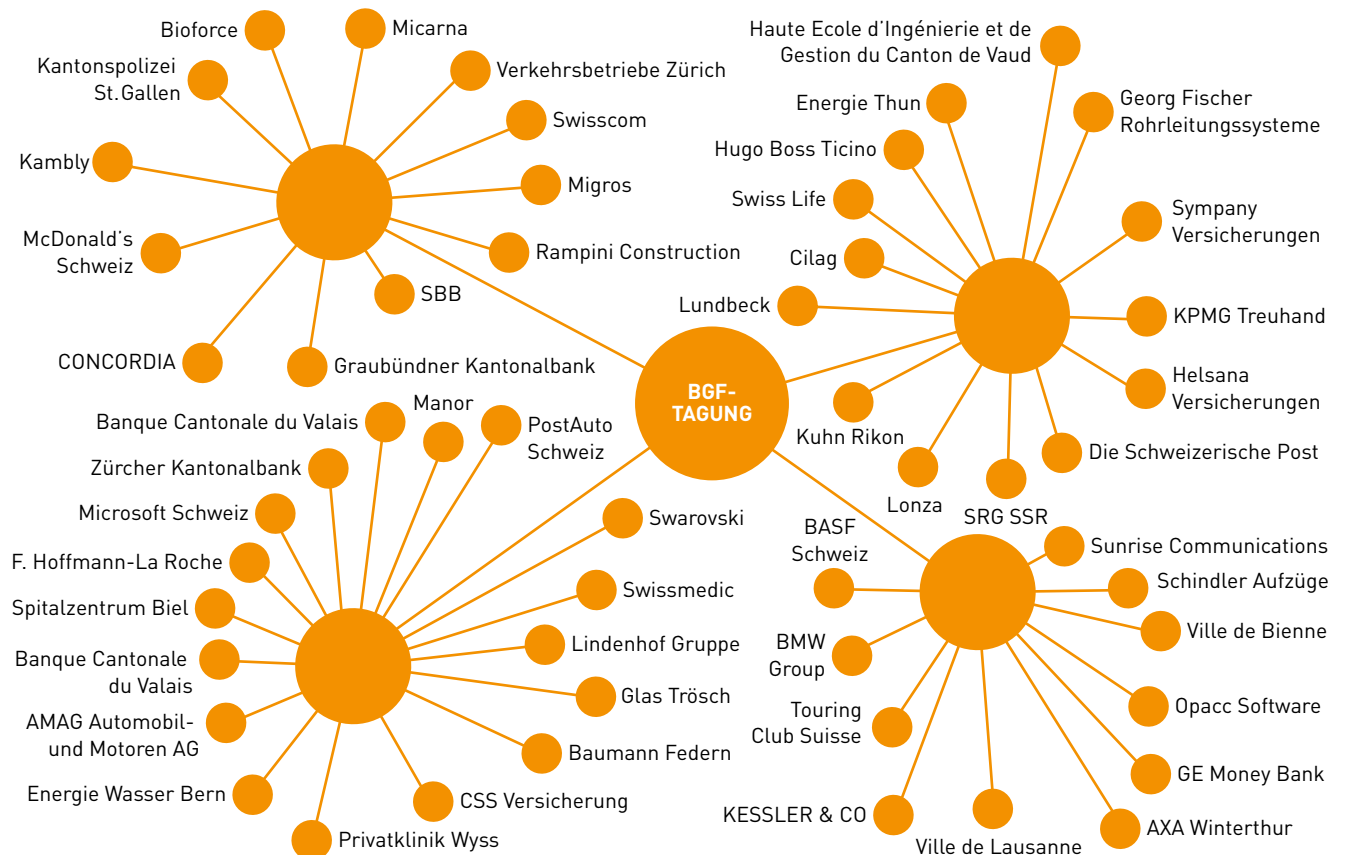 Bioforce
Micarna
Kantonspolizei
St.Gallen
Verkehrsbetriebe Zürich
Swisscom
Kambly
Migros
McDonald’s
Schweiz
Rampini Construction
SBB
CONCORDIA
Graubündner Kantonalbank
Haute Ecole d’Ingénierie et de
Gestion du Canton de Vaud
Energie Thun
Georg Fischer
Rohrleitungssysteme
Hugo Boss Ticino
Swiss Life
Sympany
Versicherungen
Cilag
Lundbeck
KPMG Treuhand
Helsana
Versicherungen
Kuhn Rikon
Die Schweizerische Post
Lonza
SRG SSR
BGF-
TAGUNG
Banque Cantonale du Valais
Manor
PostAuto
Schweiz
Zürcher Kantonalbank
Microsoft Schweiz
Swarovski
F. Hoffmann-La Roche
Swissmedic
Spitalzentrum Biel
Lindenhof Gruppe
Banque Cantonale
du Valais
Glas Trösch
AMAG Automobil-
und Motoren AG
Baumann Federn
Energie Wasser Bern
CSS Versicherung
Privatklinik Wyss
BASF
Schweiz
Sunrise Communications
Schindler Aufzüge
Ville de Bienne
BMW
Group
Opacc Software
Touring
Club Suisse
GE Money Bank
KESSLER & CO
AXA Winterthur
Ville de Lausanne